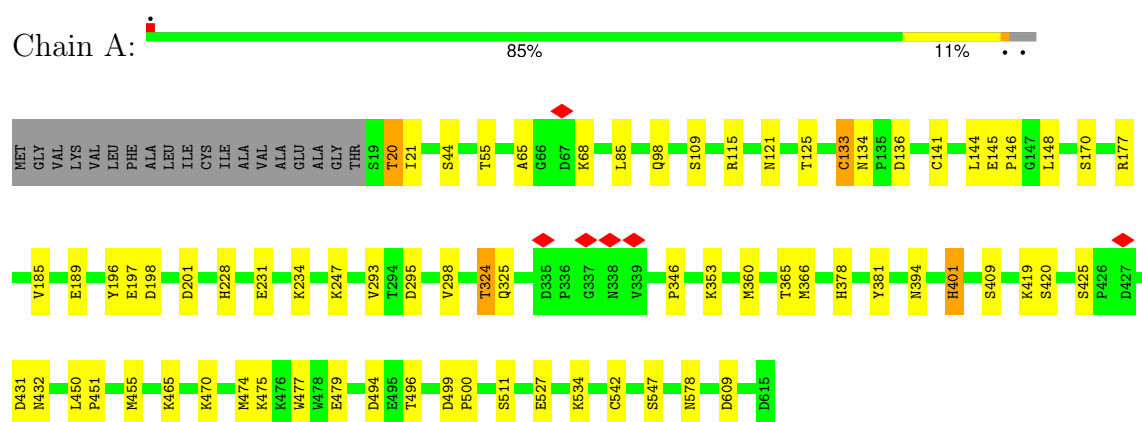 Chain A:
85%
11%
MET GLY VAL LYS VAL LEU PHE ALA LEU ILE CYS ILE ALA VAL ALA GLU ALA GLY THR S19 T20 I21 S44 T55 A65 G66 D67 K68 L85 Q98 S109 R115 N121 T125 C133 N134 P135 D136 C141 L144 E145 P146 G147 L148 S170 R177
V185 E189 Y196 E197 D198 D201 H228 E231 K234 K247 V293 T294 D295 V298 T324 Q325 D335 P336 G337 N338 V339 P346 K353 M360 T365 M366 H378 Y381 N394 H401 S409 K419 S420 S425 P426 D427
D431 N432 L450 P451 M455 K465 K470 M474 K475 K476 W477 W478 E479 D494 E495 T496 D499 P500 S511 E527 K534 C542 S547 N578 D609 D615